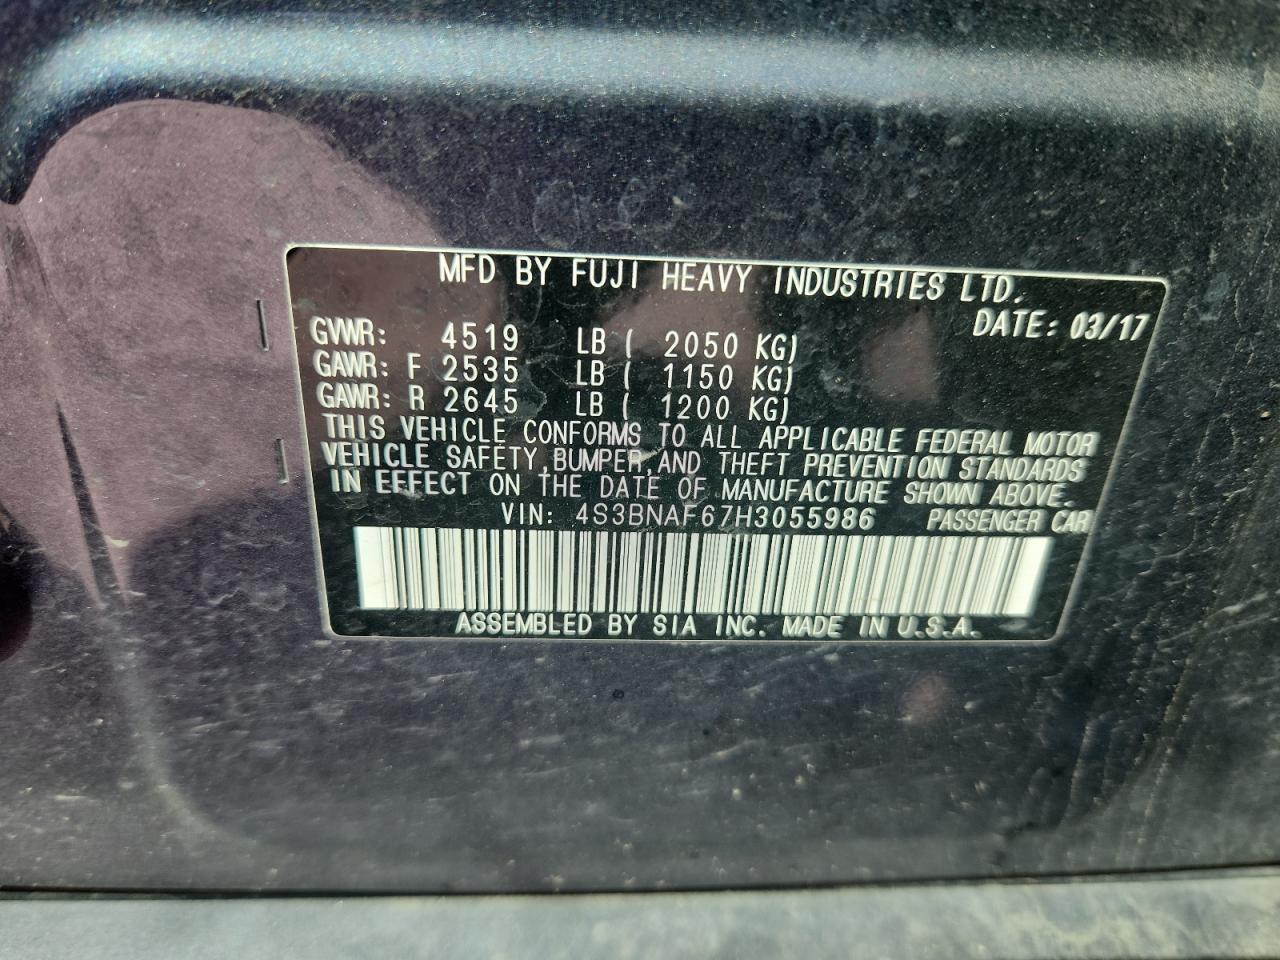 MFD BY FUJI HEAVY INDUSTRIES LTD.
DATE: 03/17
GVWR: 4519 LB ( 2050 KG)
GAWR: F 2535 LB ( 1150 KG)
GAWR: R 2645 LB ( 1200 KG)
THIS VEHICLE CONFORMS TO ALL APPLICABLE FEDERAL MOTOR
VEHICLE SAFETY,BUMPER,AND THEFT PREVENTION STANDARDS
IN EFFECT ON THE DATE OF MANUFACTURE SHOWN ABOVE.
VIN: 4S3BNAF67H3055986 PASSENGER CAR
ASSEMBLED BY SIA INC. MADE IN U.S.A.